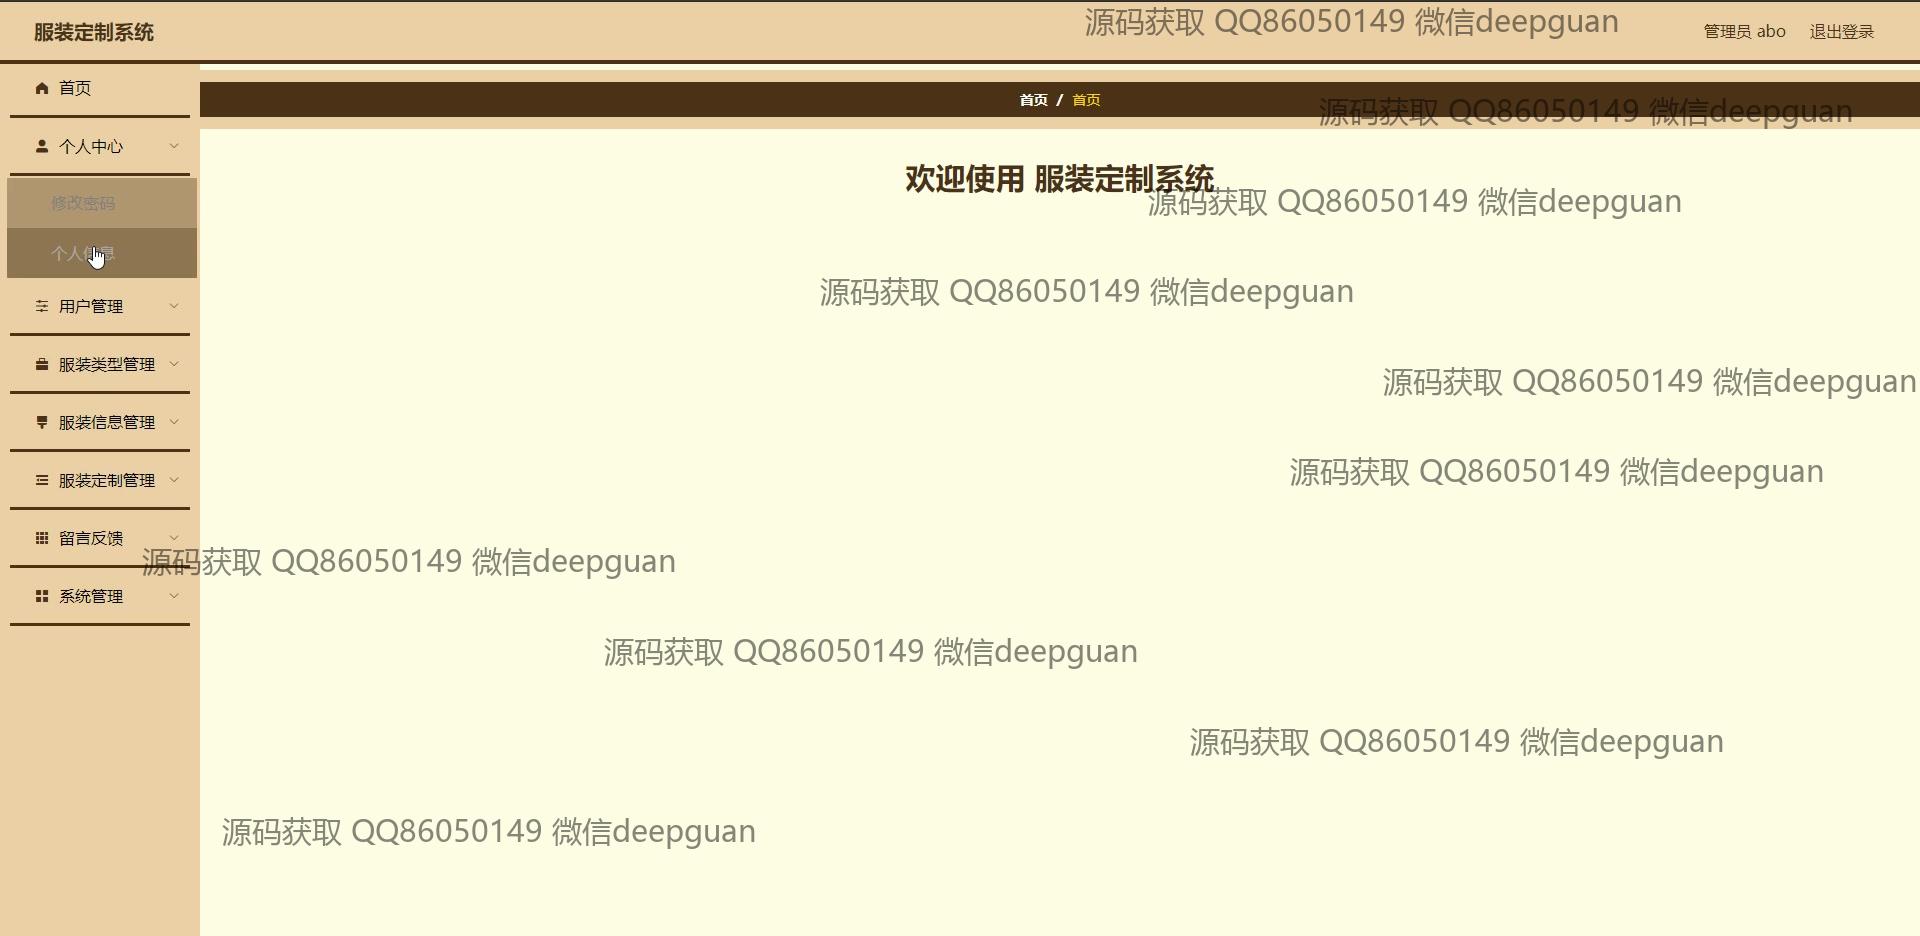 服装定制系统
源码获取 QQ86050149 微信deepguan
管理员 abo
退出登录
首页
首页 / 首页
源码获取 QQ86050149 微信deepguan
个人中心
欢迎使用 服装定制系统
修改密码
源码获取 QQ86050149 微信deepguan
个人信息
源码获取 QQ86050149 微信deepguan
用户管理
服装类型管理
源码获取 QQ86050149 微信deepguan
服装信息管理
源码获取 QQ86050149 微信deepguan
服装定制管理
留言反馈
源码获取 QQ86050149 微信deepguan
系统管理
源码获取 QQ86050149 微信deepguan
源码获取 QQ86050149 微信deepguan
源码获取 QQ86050149 微信deepguan